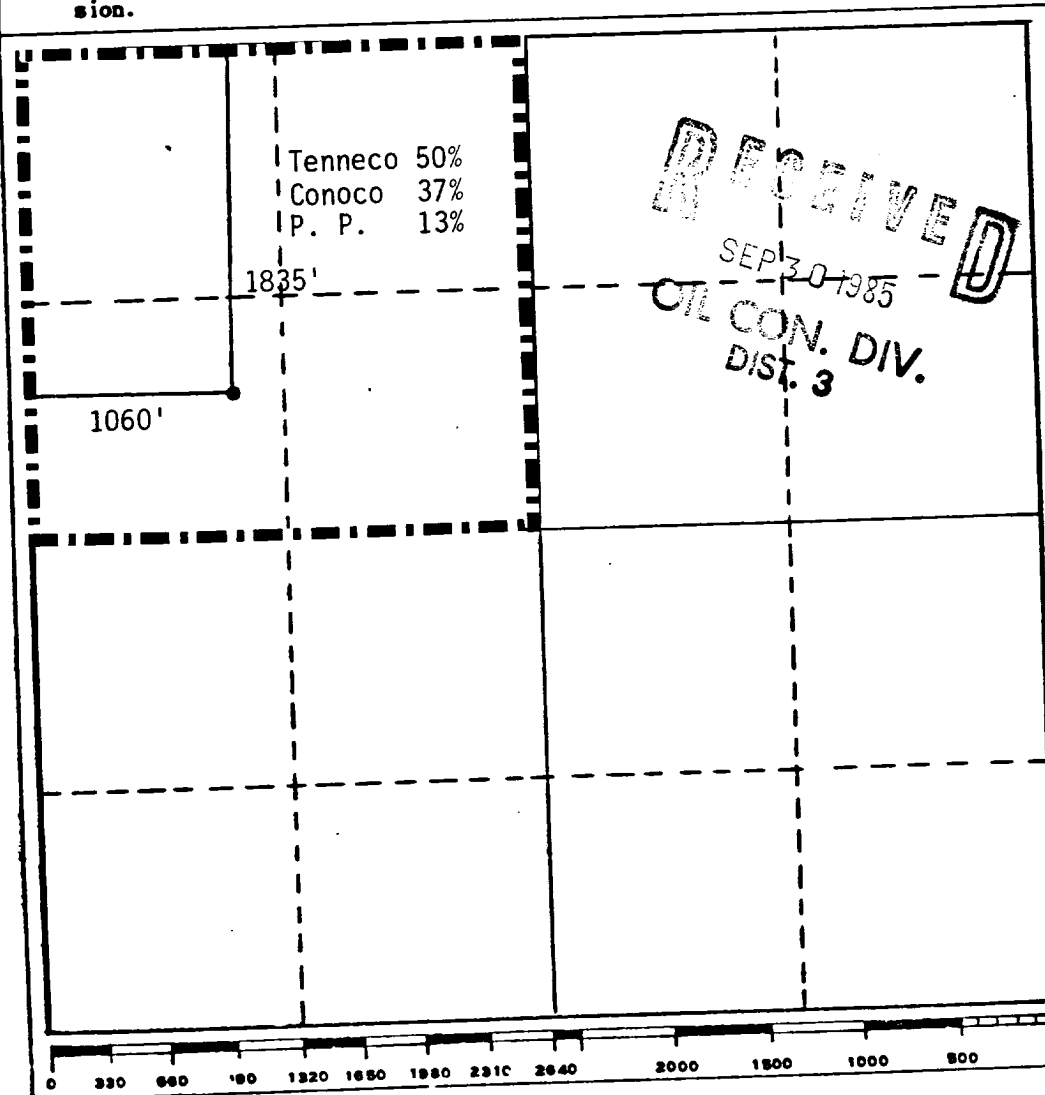 sion.
Tenneco 50%
Conoco 37%
P. P. 13%
1835'
1060'
RECEIVED
SEP 30 1985
OIL CON. DIV.
DIST. 3
0 330 660 '90 1320 1650 1980 2310 2640 2000 1500 1000 500